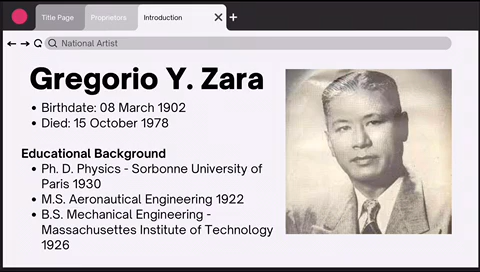 Title Page
Proprietors
Introduction
National Artist
Gregorio Y. Zara
• Birthdate: 08 March 1902
• Died: 15 October 1978
Educational Background
• Ph. D. Physics - Sorbonne University of
Paris 1930
• M.S. Aeronautical Engineering 1922
• B.S. Mechanical Engineering -
Massachusettes Institute of Technology
1926